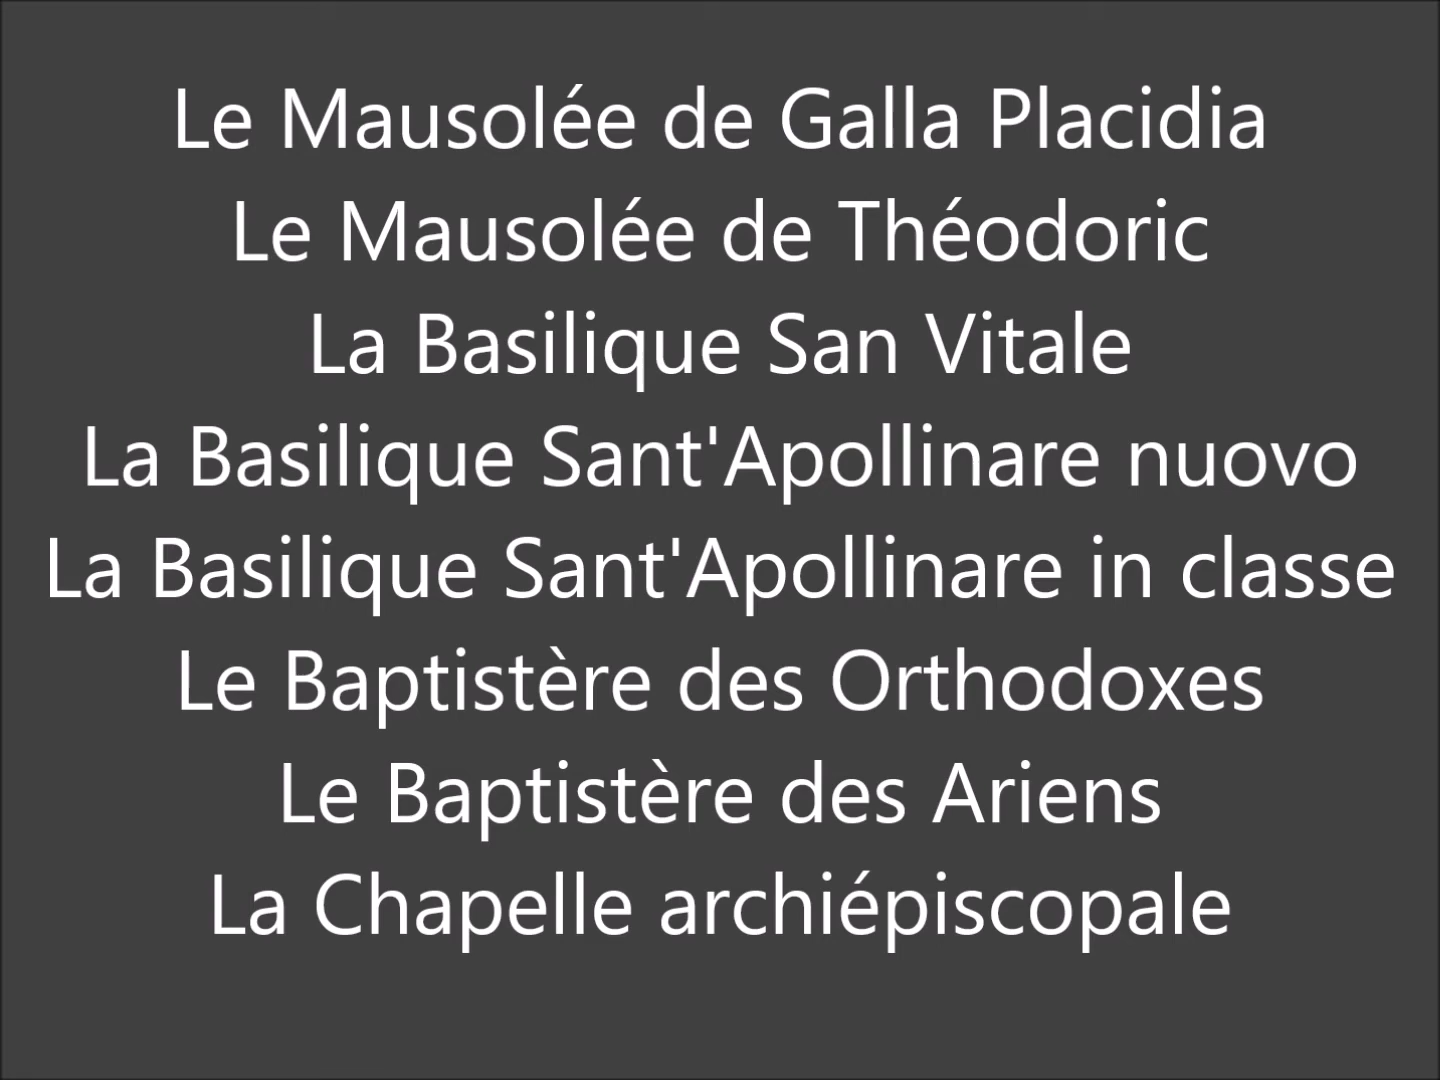 Le Mausolée de Galla Placidia
Le Mausolée de Théodoric
La Basilique San Vitale
La Basilique Sant'Apollinare nuovo
La Basilique Sant'Apollinare in classe
Le Baptistère des Orthodoxes
Le Baptistère des Ariens
La Chapelle archiépiscopale